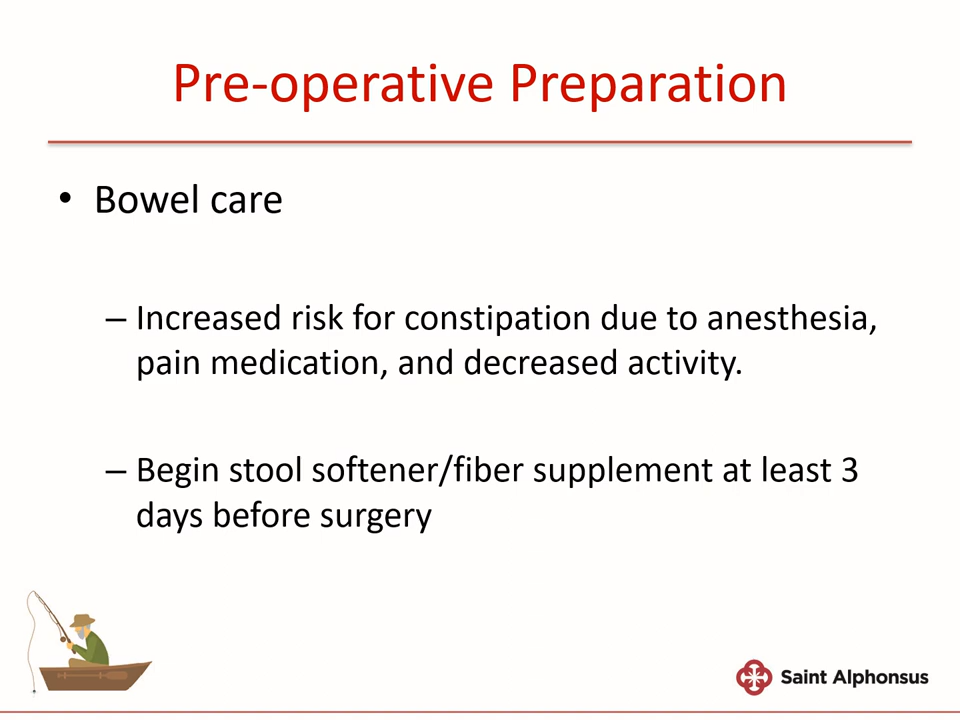 Pre-operative Preparation
• Bowel care
– Increased risk for constipation due to anesthesia,
pain medication, and decreased activity.
– Begin stool softener/fiber supplement at least 3
days before surgery
Saint Alphonsus